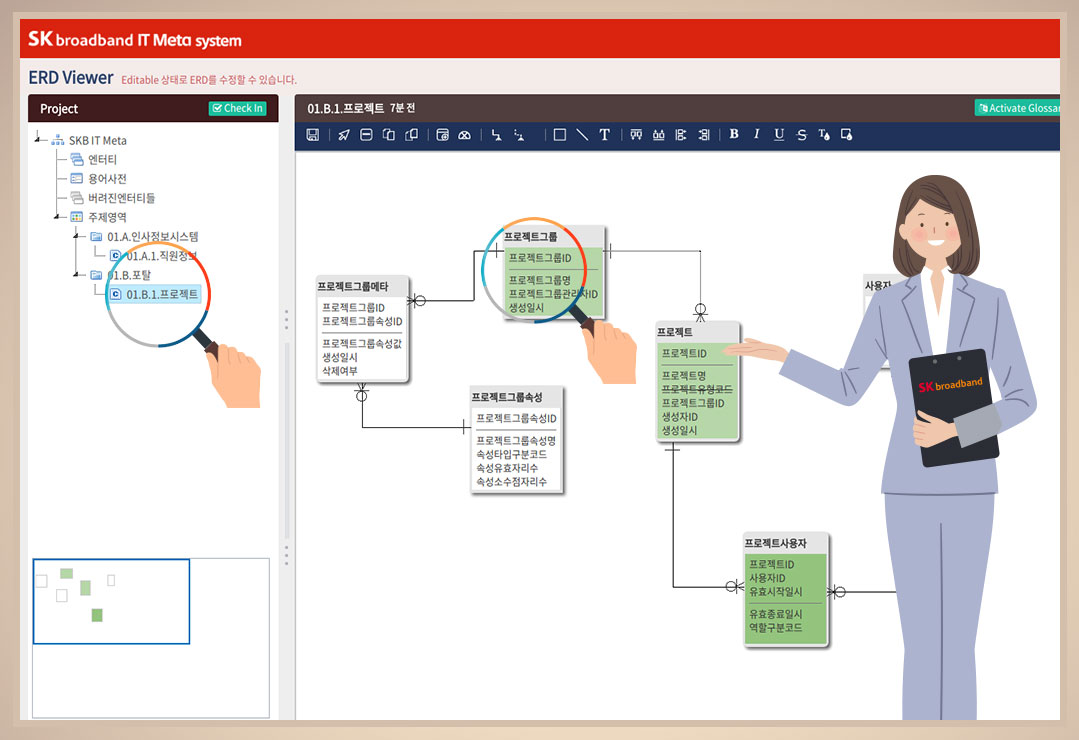 SK broadband IT Meta system
ERD Viewer Editable 상태로 ERD를 수정할 수 있습니다.
Project
Check In
SKB IT Meta
엔터티
용어사전
버려진엔터티들
주제영역
01.A.인사정보시스템
01.A.1.직원정보
01.B.포탈
01.B.1.프로젝트
01.B.1.프로젝트 7분 전
Activate Glossar
T B I U S T
프로젝트그룹메타
프로젝트그룹ID
프로젝트그룹속성ID
프로젝트그룹속성값
생성일시
삭제여부
프로젝트그룹
프로젝트그룹ID
프로젝트그룹명
프로젝트그룹관리자ID
생성일시
프로젝트그룹속성
프로젝트그룹속성ID
프로젝트그룹속성명
속성타입구분코드
속성유효자리수
속성소수점자리수
프로젝트
프로젝트ID
프로젝트명
프로젝트유형코드
프로젝트그룹ID
생성자ID
생성일시
사용자
SK broadband
프로젝트사용자
프로젝트ID
사용자ID
유효시작일시
유효종료일시
역할구분코드